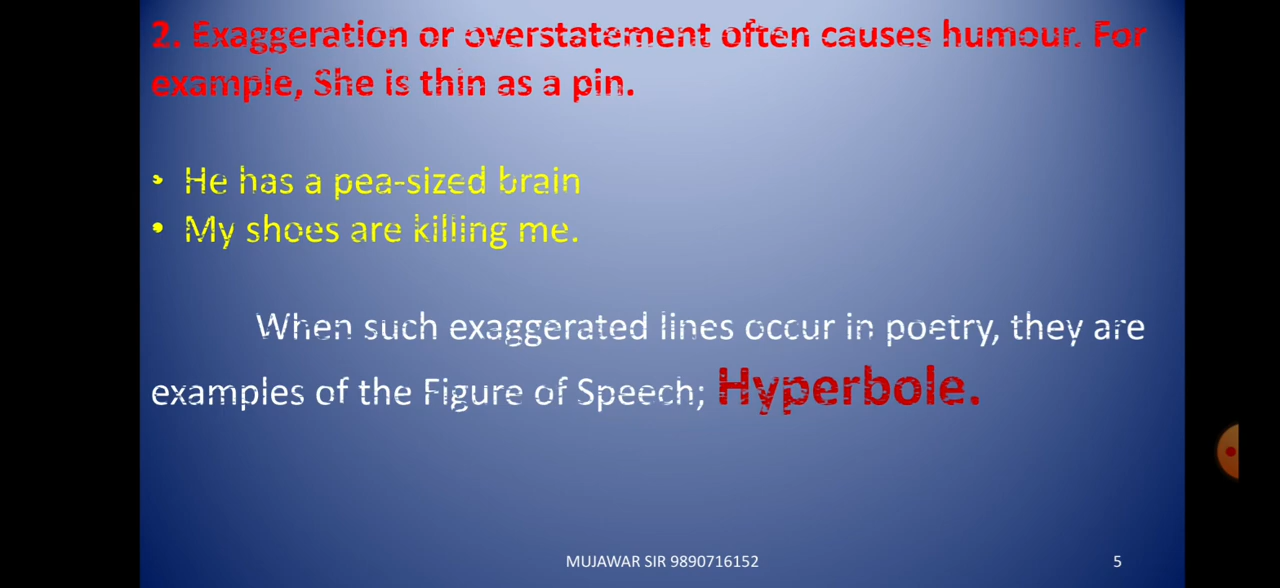 2. Exaggeration or overstatement often causes humour. For
example, She is thin as a pin.
• He has a pea-sized brain
• My shoes are killing me.
When such exaggerated lines occur in poetry, they are
examples of the Figure of Speech; Hyperbole.
MUJAWAR SIR 9890716152 5